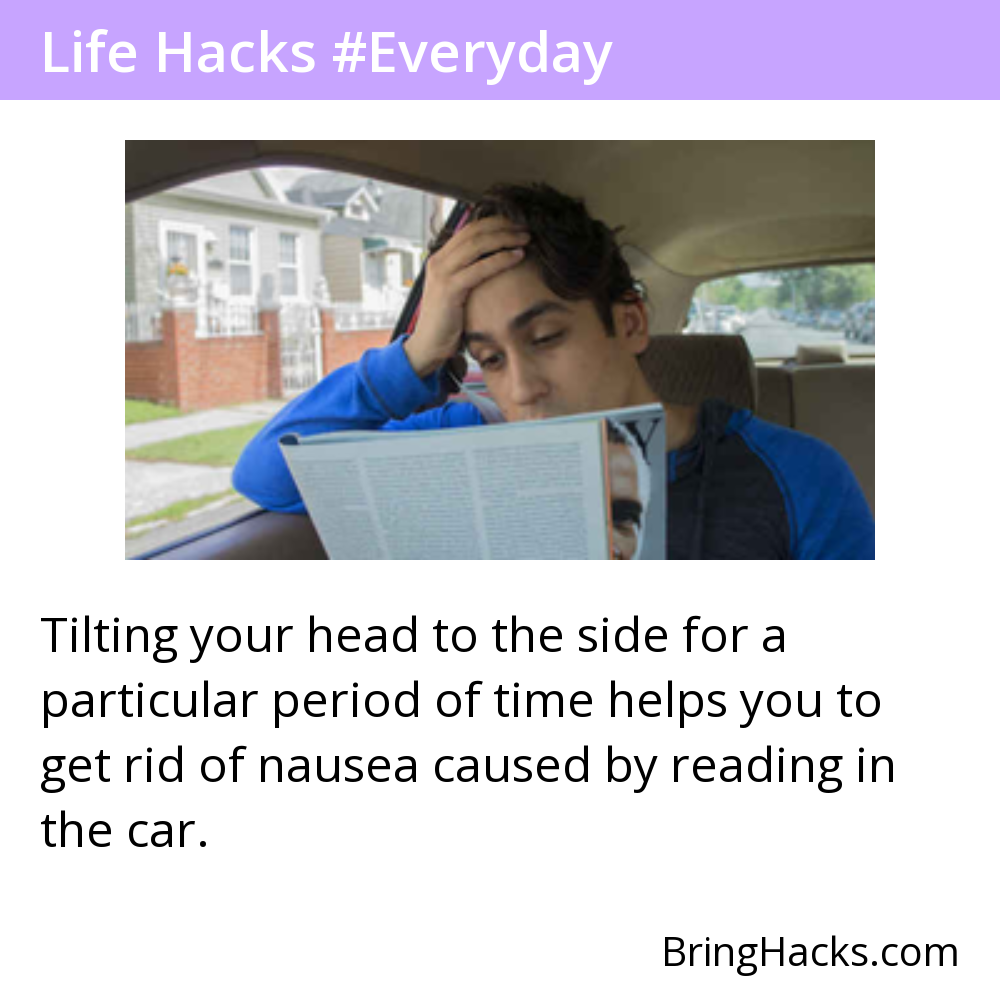 Life Hacks #Everyday
Tilting your head to the side for a
particular period of time helps you to
get rid of nausea caused by reading in
the car.
BringHacks.com